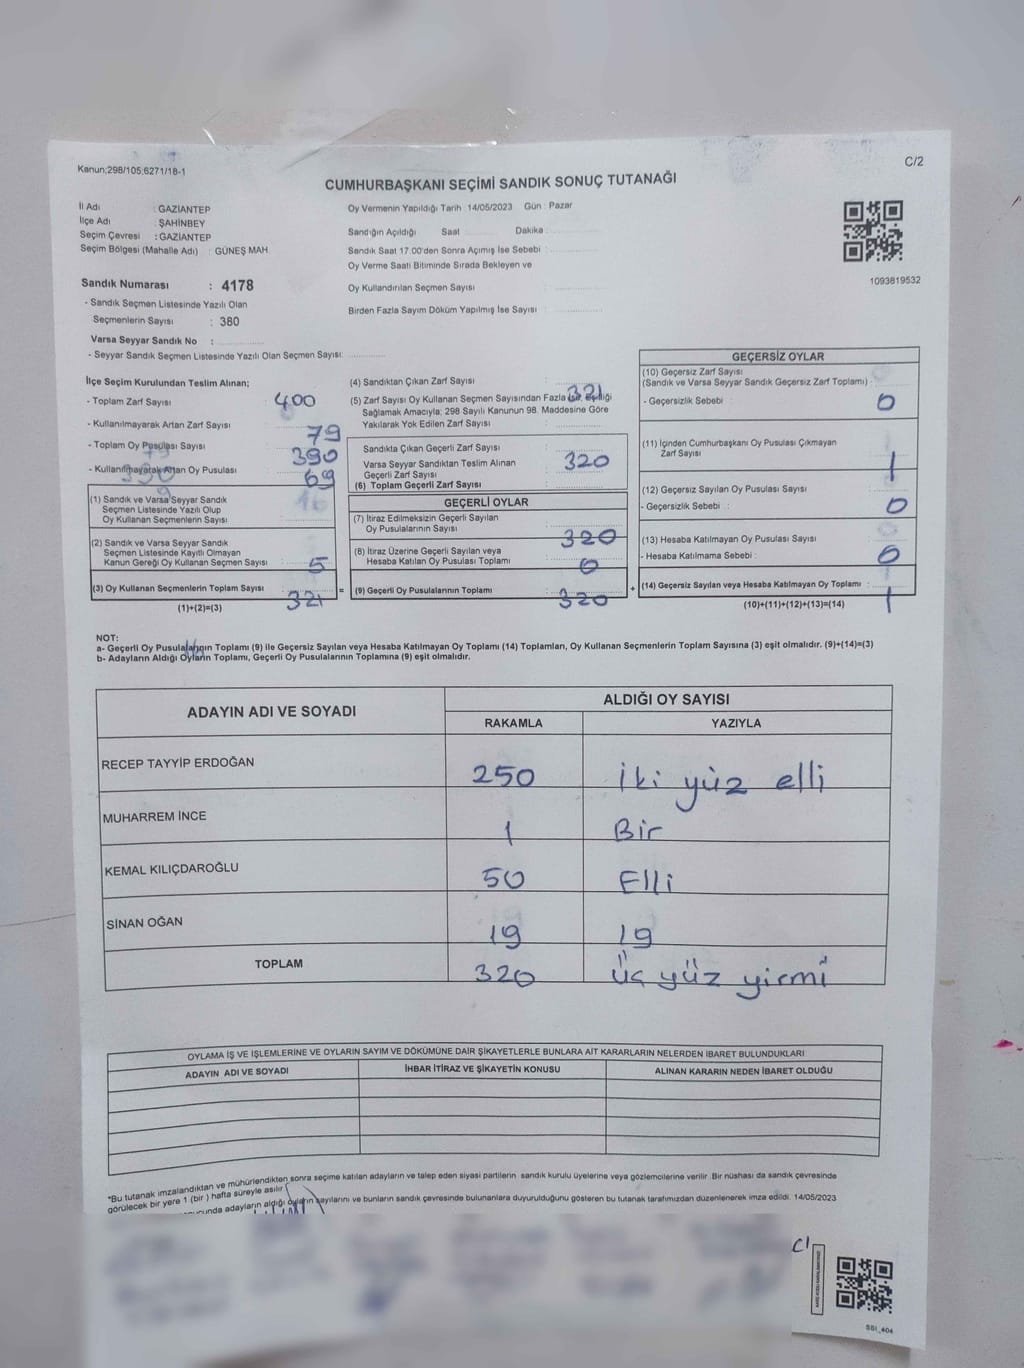 Kanun;298/105;6271/18-1
C/2
CUMHURBAŞKANI SEÇİMİ SANDIK SONUÇ TUTANAĞI
İl Adı : GAZİANTEP
İlçe Adı : ŞAHİNBEY
Seçim Çevresi : GAZİANTEP
Seçim Bölgesi (Mahalle Adı) : GÜNEŞ MAH.
Sandık Numarası : 4178
- Sandık Seçmen Listesinde Yazılı Olan
Seçmenlerin Sayısı : 380
Varsa Seyyar Sandık No :
- Seyyar Sandık Seçmen Listesinde Yazılı Olan Seçmen Sayısı:
Oy Vermenin Yapıldığı Tarih 14/05/2023 Gün : Pazar
Sandığın Açıldığı Saat Dakika :
Sandık Saat 17.00'den Sonra Açılmış İse Sebebi :
Oy Verme Saati Bitiminde Sırada Bekleyen ve
Oy Kullandırılan Seçmen Sayısı
Birden Fazla Sayım Döküm Yapılmış İse Sayısı :
1093819532
İlçe Seçim Kurulundan Teslim Alınan;
- Toplam Zarf Sayısı : 400
- Kullanılmayarak Artan Zarf Sayısı 79
- Toplam Oy Pusulası Sayısı 390
- Kullanılmayarak Artan Oy Pusulası 69
(1) Sandık ve Varsa Seyyar Sandık
Seçmen Listesinde Yazılı Olup
Oy Kullanan Seçmenlerin Sayısı
(2) Sandık ve Varsa Seyyar Sandık
Seçmen Listesinde Kayıtlı Olmayan
Kanun Gereği Oy Kullanan Seçmen Sayısı : 5
(3) Oy Kullanan Seçmenlerin Toplam Sayısı 321 =
(1)+(2)=(3)
(4) Sandıktan Çıkan Zarf Sayısı : 321
(5) Zarf Sayısı Oy Kullanan Seçmen Sayısından Fazla
Sağlamak Amacıyla; 298 Sayılı Kanunun 98. Maddesine Göre
Yakılarak Yok Edilen Zarf Sayısı :
Sandıkta Çıkan Geçerli Zarf Sayısı
Varsa Seyyar Sandıktan Teslim Alınan
Geçerli Zarf Sayısı
(6) Toplam Geçerli Zarf Sayısı : 320
GEÇERLİ OYLAR
(7) İtiraz Edilmeksizin Geçerli Sayılan
Oy Pusulalarının Sayısı : 320
(8) İtiraz Üzerine Geçerli Sayılan veya
Hesaba Katılan Oy Pusulası Toplamı : 0
(9) Geçerli Oy Pusulalarının Toplamı : 320 +
GEÇERSİZ OYLAR
(10) Geçersiz Zarf Sayısı
(Sandık ve Varsa Seyyar Sandık Geçersiz Zarf Toplamı) :
- Geçersizlik Sebebi : 0
(11) İçinden Cumhurbaşkanı Oy Pusulası Çıkmayan
Zarf Sayısı 1
(12) Geçersiz Sayılan Oy Pusulası Sayısı :
- Geçersizlik Sebebi : 0
(13) Hesaba Katılmayan Oy Pusulası Sayısı :
- Hesaba Katılmama Sebebi : 0
(14) Geçersiz Sayılan veya Hesaba Katılmayan Oy Toplamı : 1
(10)+(11)+(12)+(13)=(14)
NOT:
a- Geçerli Oy Pusulalarının Toplamı (9) ile Geçersiz Sayılan veya Hesaba Katılmayan Oy Toplamı (14) Toplamları, Oy Kullanan Seçmenlerin Toplam Sayısına (3) eşit olmalıdır. (9)+(14)=(3)
b- Adayların Aldığı Oyların Toplamı, Geçerli Oy Pusulalarının Toplamına (9) eşit olmalıdır.
ADAYIN ADI VE SOYADI ALDIĞI OY SAYISI
RAKAMLA YAZIYLA
RECEP TAYYİP ERDOĞAN 250 İki yüz elli
MUHARREM İNCE 1 Bir
KEMAL KILIÇDAROĞLU 50 Elli
SİNAN OĞAN 19 19
TOPLAM 320 Üç yüz yirmi
OYLAMA İŞ VE İŞLEMLERİNE VE OYLARIN SAYIM VE DÖKÜMÜNE DAİR ŞİKAYETLERLE BUNLARA AİT KARARLARIN NELERDEN İBARET BULUNDUKLARI
ADAYIN ADI VE SOYADI İHBAR İTİRAZ VE ŞİKAYETİN KONUSU ALINAN KARARIN NEDEN İBARET OLDUĞU
*Bu tutanak imzalandıktan ve mühürlendikten sonra seçime katılan adayların ve talep eden siyasi partilerin sandık kurulu üyelerine veya gözlemcilerine verilir. Bir nüshası da sandık çevresinde
görülecek bir yere 1 (bir) hafta süreyle asılır.
adayların aldığı oyların sayılarını ve bunların sandık çevresinde bulunanlara duyurulduğunu gösteren bu tutanak tarafımızdan düzenlenerek imza edildi. 14/05/2023
C1
SBI_404